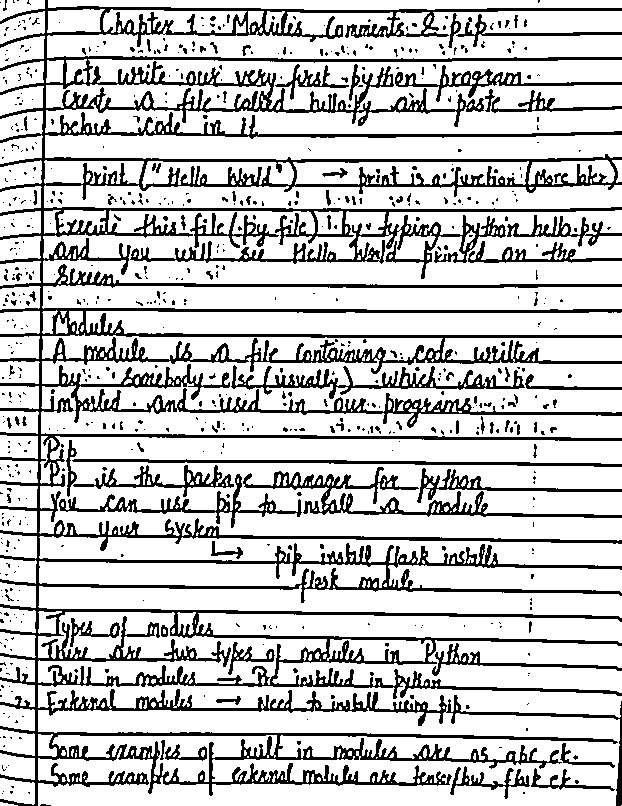 Chapter 1 : Modules, Comments & pip
Lets write our very first python program.
Create a file called hello.py and paste the
below code in it
print ("Hello World") → print is a function (More later)
Execute this file (.py file) by typing python hello.py
and you will see Hello World printed on the
Screen.
Modules
A module is a file containing code written
by somebody else (usually) which can be
imported and used in our programs
Pip
Pip is the package manager for python
You can use pip to install a module
on your system
↳ pip install flask installs
flask module.
Types of modules
There are two types of modules in Python
1. Built in modules → Pre installed in python
2. External modules → Need to install using pip.
Some examples of built in modules are os, abc, etc.
Some examples of external modules are tensorflow, flask etc.